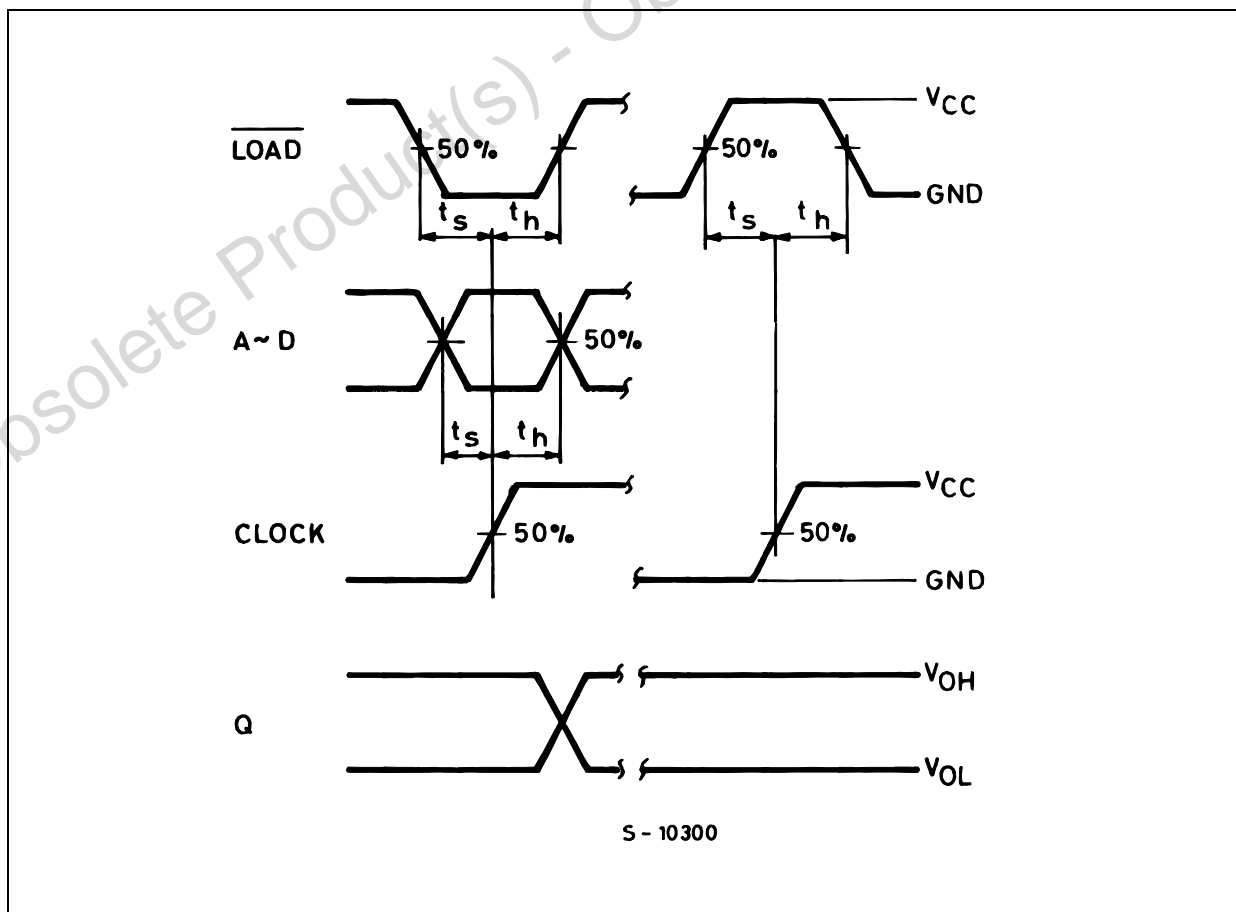 Obsolete Product(s) - Ob
V_CC
LOAD
50%
50%
GND
t_s
t_h
t_s
t_h
A~D
50%
t_s
t_h
V_CC
CLOCK
50%
50%
GND
V_OH
Q
V_OL
S-10300